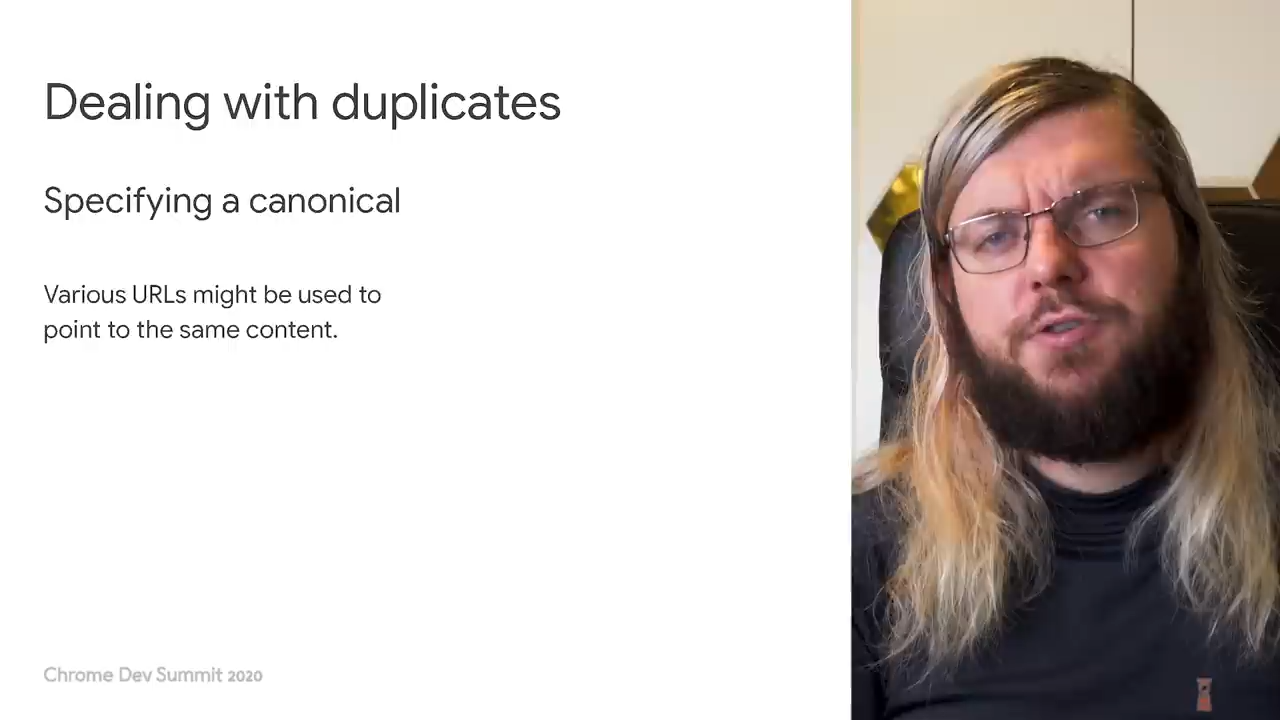 Dealing with duplicates
Specifying a canonical
Various URLs might be used to
point to the same content.
Chrome Dev Summit 2020